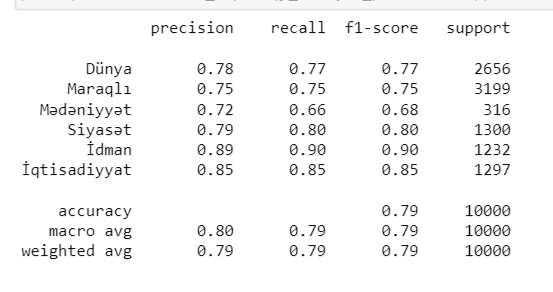 precision recall f1-score support
Dünya 0.78 0.77 0.77 2656
Maraqlı 0.75 0.75 0.75 3199
Mədəniyyət 0.72 0.66 0.68 316
Siyasət 0.79 0.80 0.80 1300
İdman 0.89 0.90 0.90 1232
İqtisadiyyat 0.85 0.85 0.85 1297
accuracy 0.79 10000
macro avg 0.80 0.79 0.79 10000
weighted avg 0.79 0.79 0.79 10000